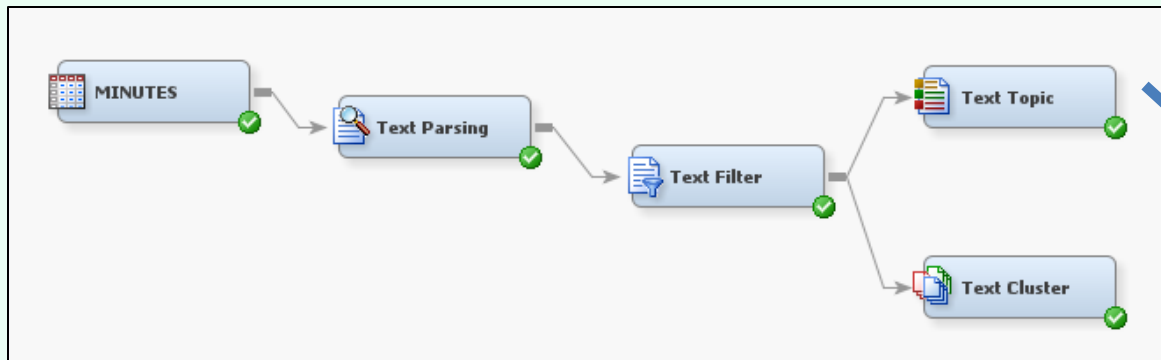 MINUTES
Text Parsing
Text Filter
Text Topic
Text Cluster